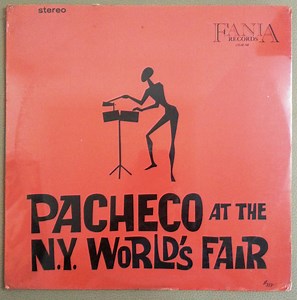 stereo
FANIA
RECORDS
PACHECO AT THE
N.Y. WORLD'S FAIR